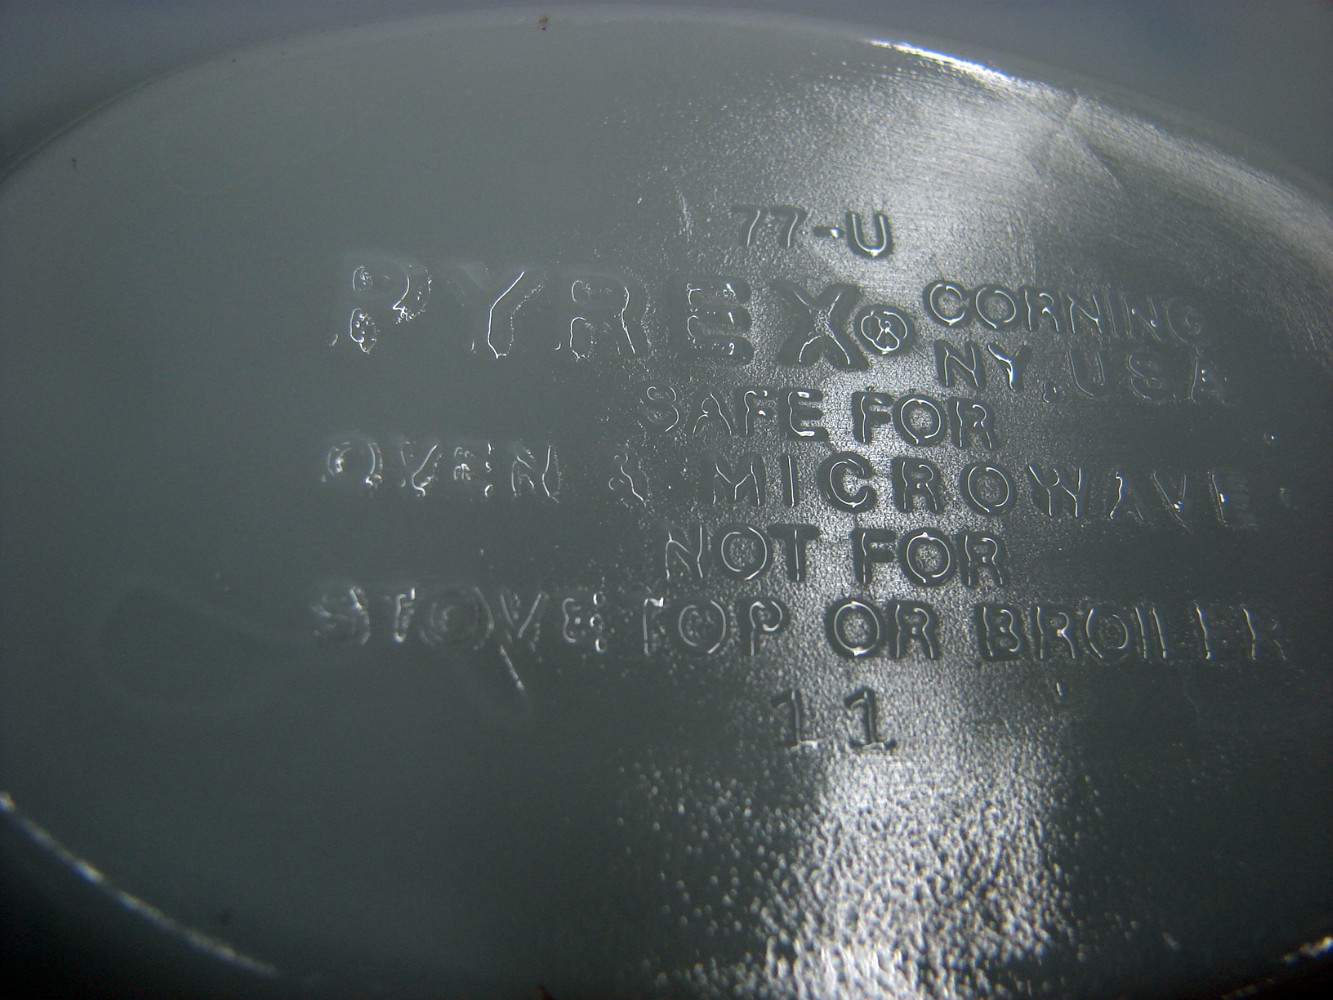 77-U
PYREX® CORNING
NY, USA
SAFE FOR
OVEN & MICROWAVE
NOT FOR
STOVETOP OR BROILER
11